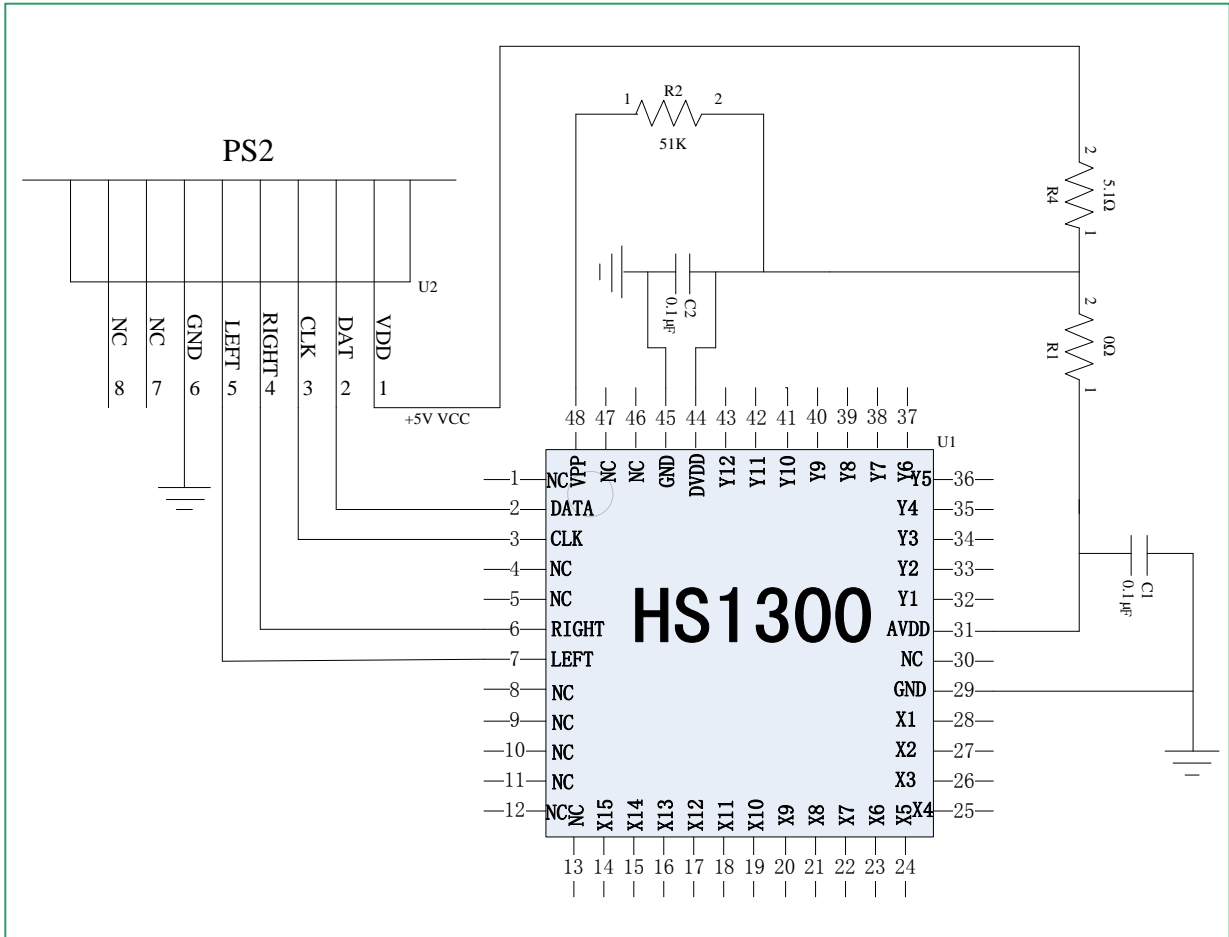 PS2
U2
NC
NC
GND
LEFT
RIGHT
CLK
DAT
VDD
8
7
6
5
4
3
2
1
+5V VCC
1
R2
2
51K
2
R4
5.1Ω
1
2
R1
0Ω
1
C2
0.1μF
C1
0.1μF
48
47
46
45
44
43
42
41
40
39
38
37
U1
VPP
NC
NC
GND
DVDD
Y12
Y11
Y10
Y9
Y8
Y7
Y6
1 NC
2 DATA
3 CLK
4 NC
5 NC
6 RIGHT
7 LEFT
8 NC
9 NC
10 NC
11 NC
12 NC
HS1300
Y5 36
Y4 35
Y3 34
Y2 33
Y1 32
AVDD 31
NC 30
GND 29
X1 28
X2 27
X3 26
X4 25
NC
X15
X14
X13
X12
X11
X10
X9
X8
X7
X6
X5
13
14
15
16
17
18
19
20
21
22
23
24